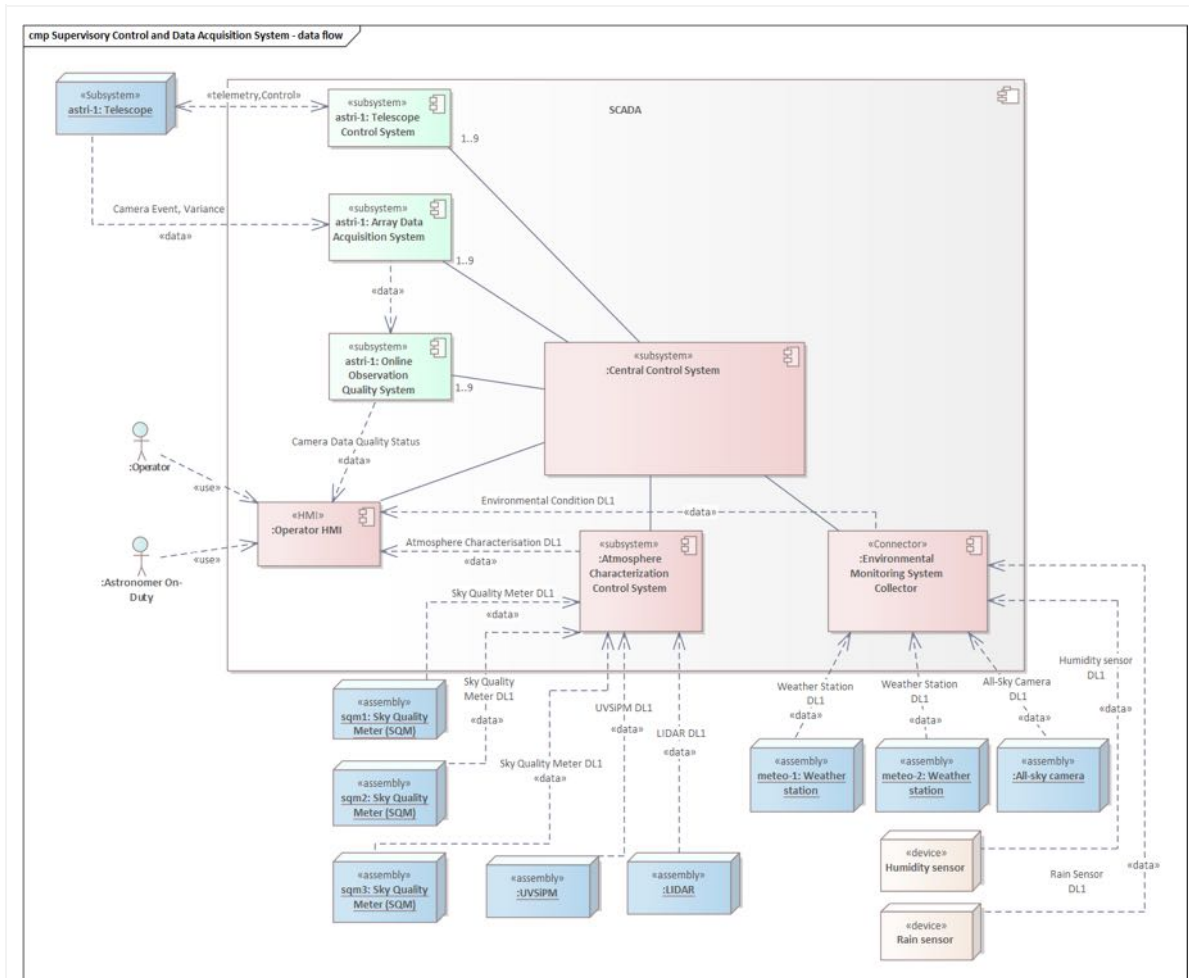 cmp Supervisory Control and Data Acquisition System - data flow
«Subsystem»
astri-1: Telescope
«telemetry,Control»
«subsystem»
astri-1: Telescope
Control System
SCADA
1..9
Camera Event, Variance
«data»
«subsystem»
astri-1: Array Data
Acquisition System
1..9
«data»
«subsystem»
astri-1: Online
Observation
Quality System
1..9
«subsystem»
:Central Control System
Camera Data Quality Status
«data»
:Operator
«use»
«HMI»
:Operator HMI
:Astronomer On-
Duty
«use»
Environmental Condition DL1
«data»
Atmosphere Characterisation DL1
«data»
«subsystem»
:Atmosphere
Characterization
Control System
«Connector»
:Environmental
Monitoring System
Collector
Sky Quality Meter DL1
«data»
Sky Quality
Meter DL1
«data»
Sky Quality Meter DL1
«data»
UVSiPM DL1
«data»
LIDAR DL1
«data»
Weather Station
DL1
«data»
Weather Station
DL1
«data»
All-Sky Camera
DL1
«data»
Humidity sensor
DL1
«assembly»
sqm1: Sky Quality
Meter (SQM)
«assembly»
sqm2: Sky Quality
Meter (SQM)
«assembly»
sqm3: Sky Quality
Meter (SQM)
«assembly»
:UVSiPM
«assembly»
:LIDAR
«assembly»
meteo-1: Weather
station
«assembly»
meteo-2: Weather
station
«assembly»
:All-sky camera
«device»
Humidity sensor
«data»
Rain Sensor
DL1
«device»
Rain sensor